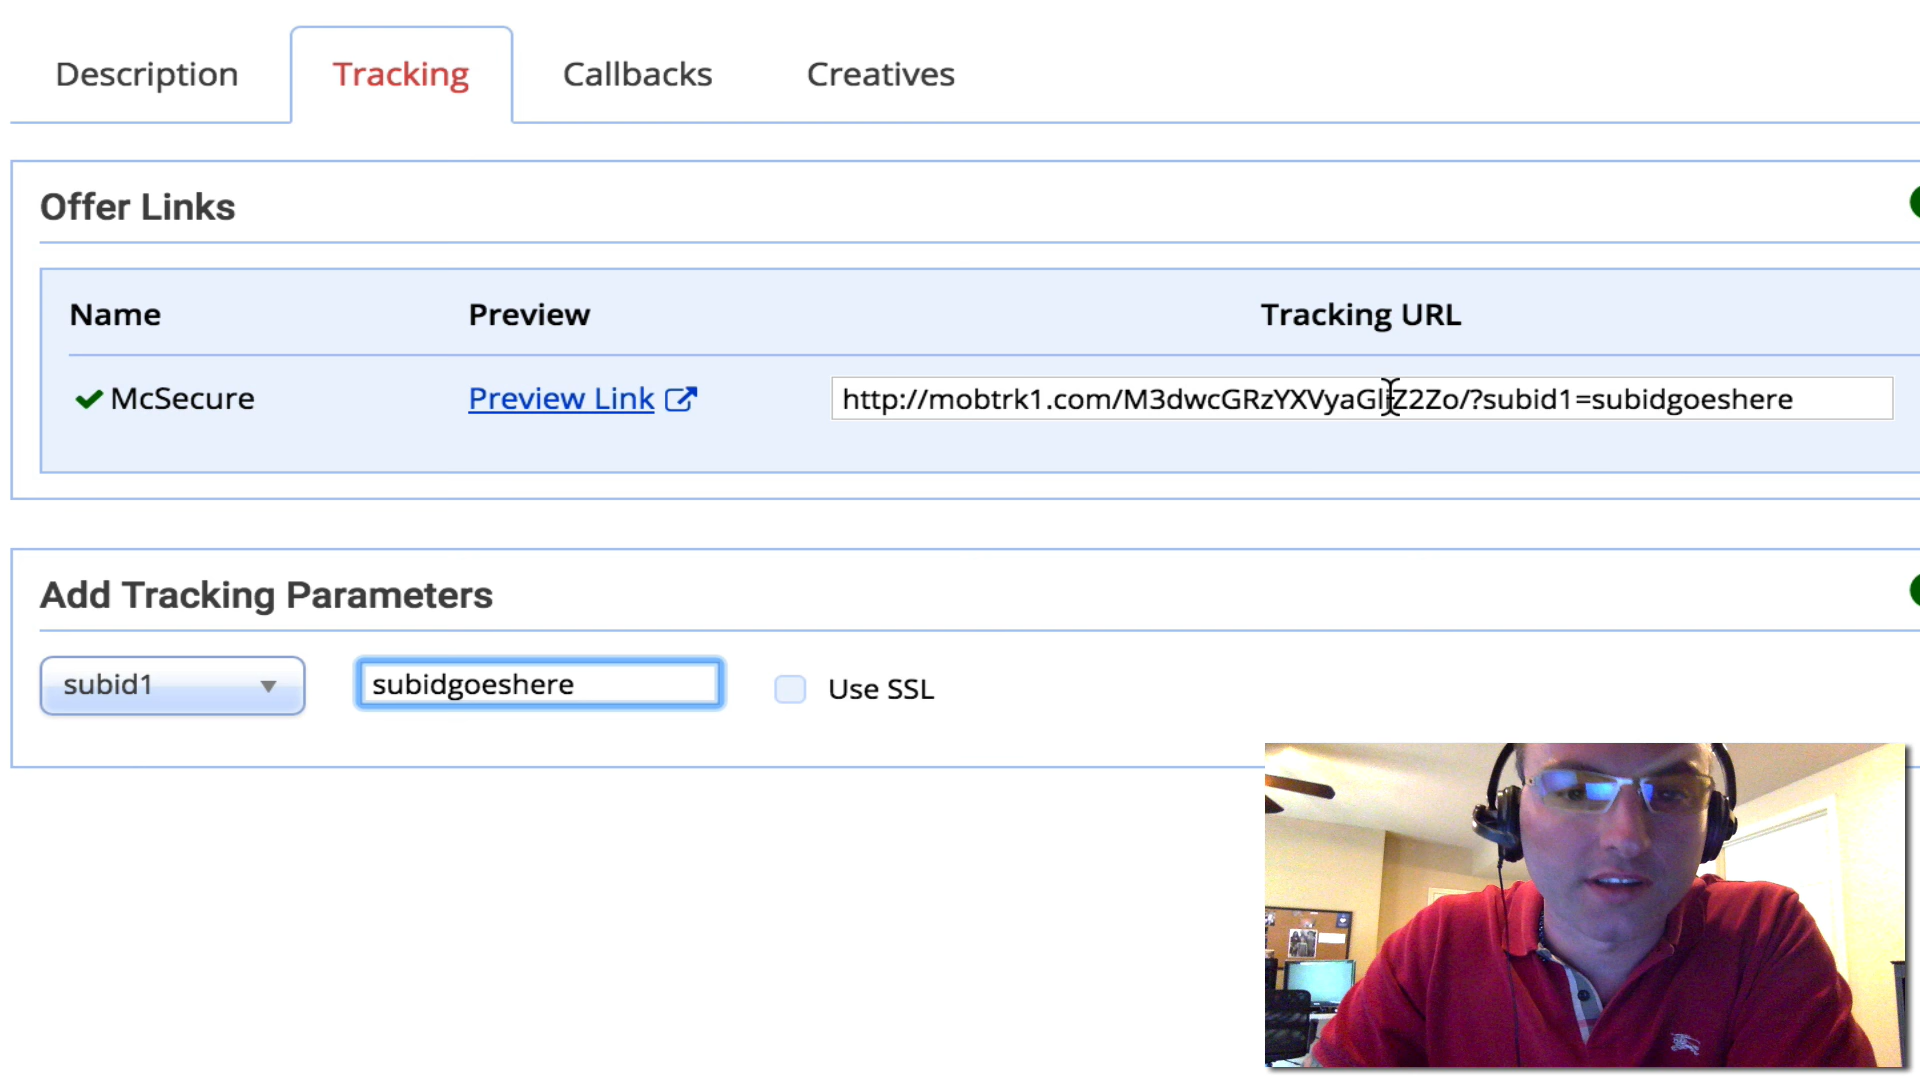 Description Tracking Callbacks Creatives
Offer Links
Name Preview Tracking URL
McSecure Preview Link http://mobtrk1.com/M3dwcGRzYXVyaGlfZ2Zo/?subid1=subidgoeshere
Add Tracking Parameters
subid1 subidgoeshere Use SSL